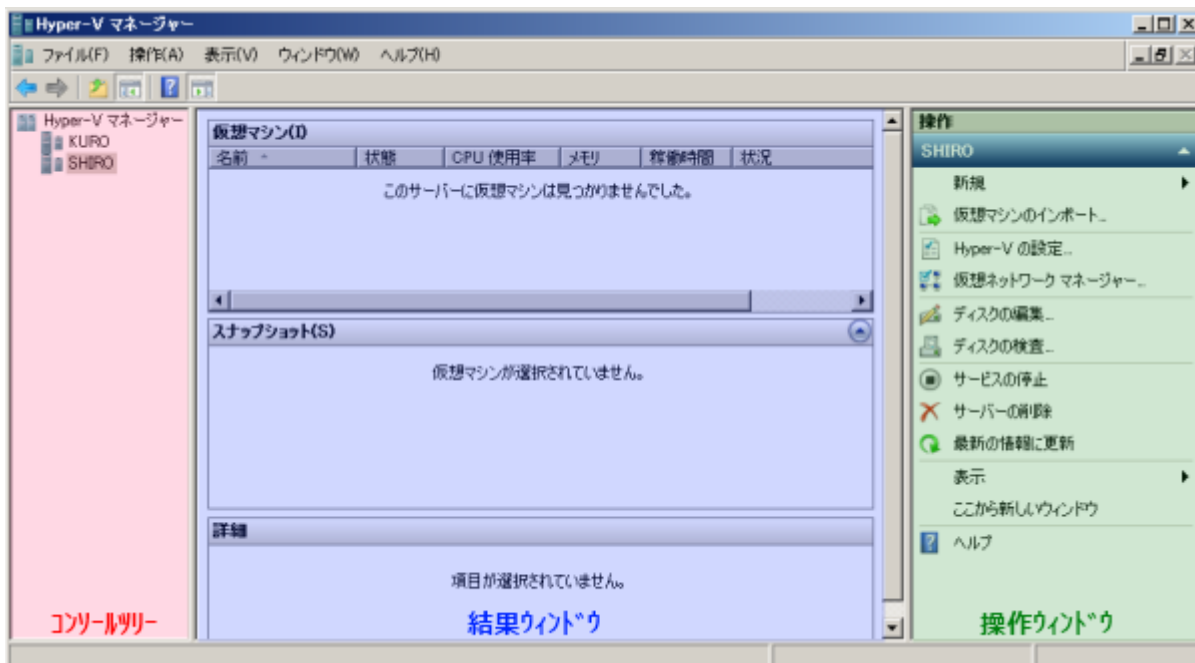 Hyper-V マネージャー
ファイル(F) 操作(A) 表示(V) ウィンドウ(W) ヘルプ(H)
Hyper-V マネージャー
KURO
SHIRO
コンソールツリー
仮想マシン(I)
名前 状態 CPU 使用率 メモリ 稼働時間 状況
このサーバーに仮想マシンは見つかりませんでした。
スナップショット(S)
仮想マシンが選択されていません。
詳細
項目が選択されていません。
結果ウィンドウ
操作
SHIRO
新規
仮想マシンのインポート...
Hyper-V の設定...
仮想ネットワーク マネージャー...
ディスクの編集...
ディスクの検査...
サービスの停止
サーバーの削除
最新の情報に更新
表示
ここから新しいウィンドウ
ヘルプ
操作ウィンドウ